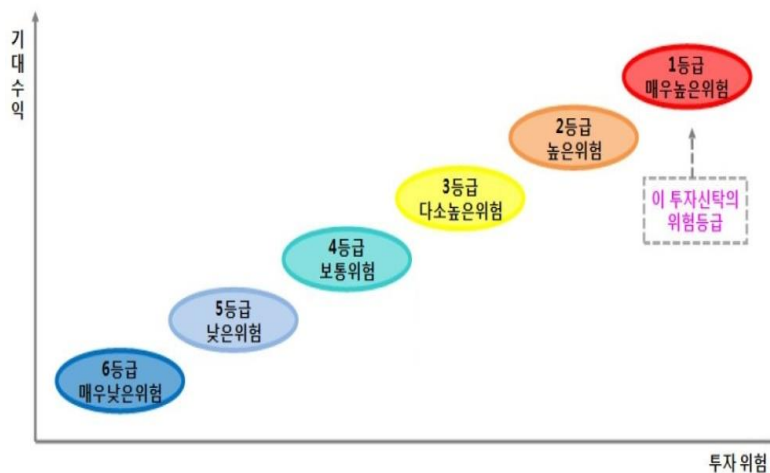 기대수익
1등급
매우높은위험
2등급
높은위험
이 투자신탁의
위험등급
3등급
다소높은위험
4등급
보통위험
5등급
낮은위험
6등급
매우낮은위험
투자 위험